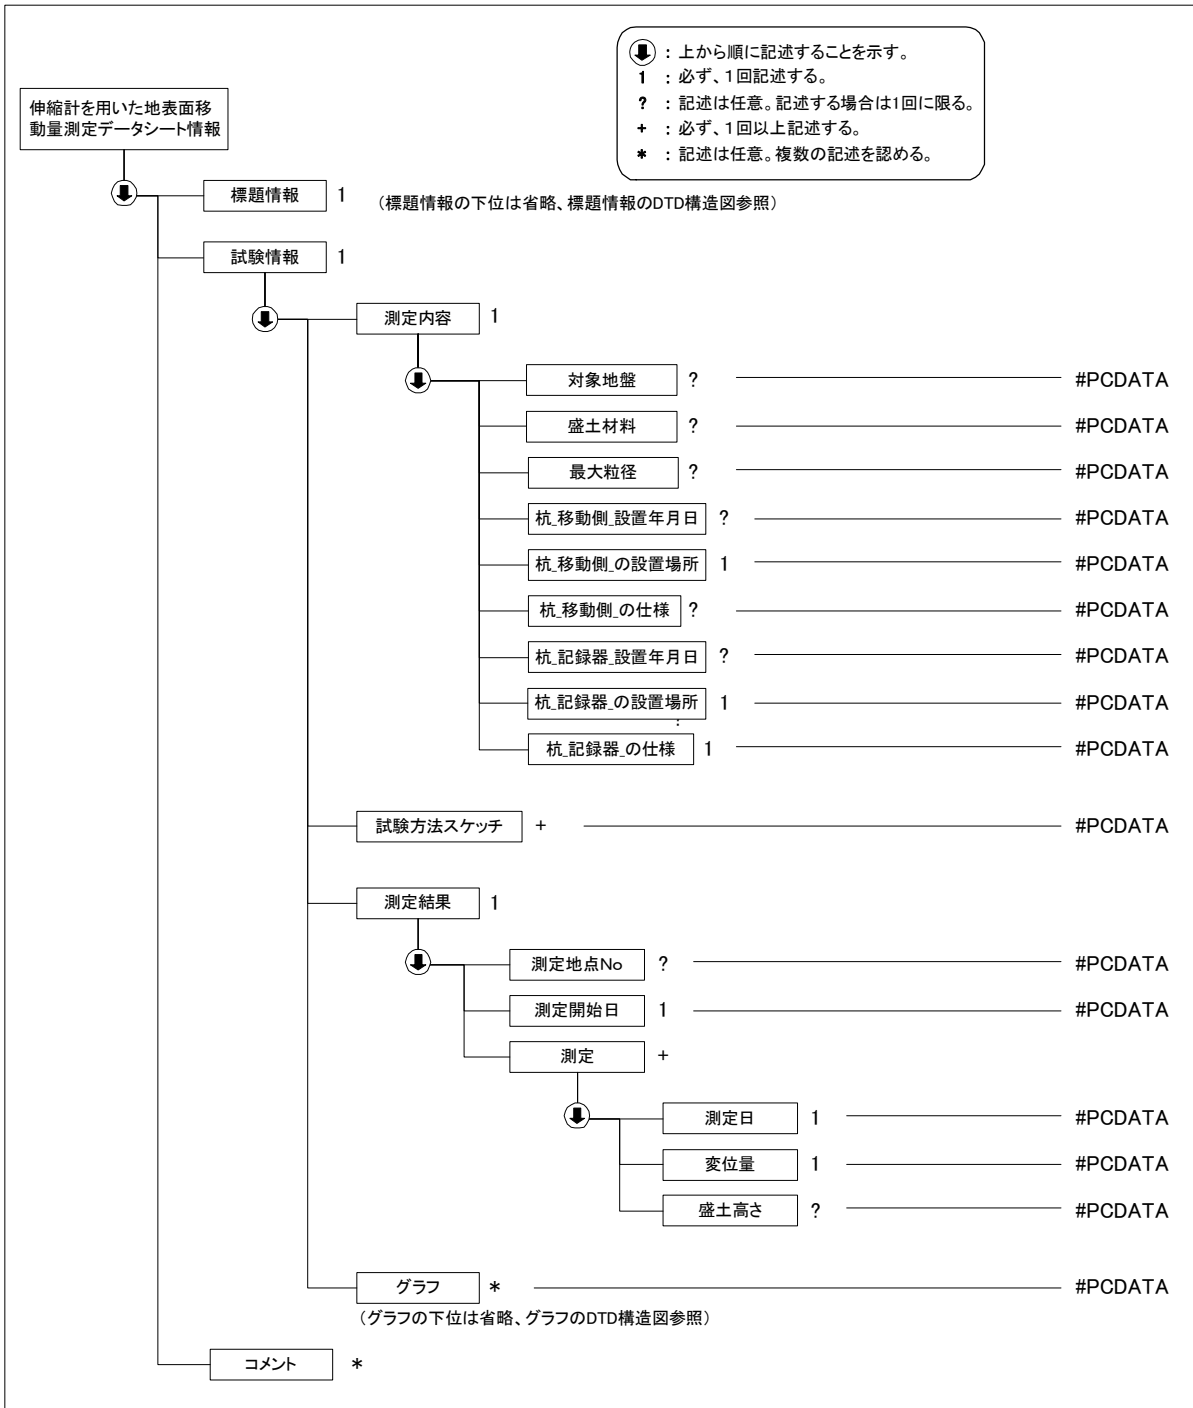 ：上から順に記述することを示す。
1 ：必ず、1回記述する。
? ：記述は任意。記述する場合は1回に限る。
+ ：必ず、1回以上記述する。
* ：記述は任意。複数の記述を認める。
伸縮計を用いた地表面移
動量測定データシート情報
標題情報 1 （標題情報の下位は省略、標題情報のDTD構造図参照）
試験情報 1
測定内容 1
対象地盤 ? #PCDATA
盛土材料 ? #PCDATA
最大粒径 ? #PCDATA
杭_移動側_設置年月日 ? #PCDATA
杭_移動側_の設置場所 1 #PCDATA
杭_移動側_の仕様 ? #PCDATA
杭_記録器_設置年月日 ? #PCDATA
杭_記録器_の設置場所 1 #PCDATA
杭_記録器_の仕様 1 #PCDATA
試験方法スケッチ + #PCDATA
測定結果 1
測定地点No ? #PCDATA
測定開始日 1 #PCDATA
測定 +
測定日 1 #PCDATA
変位量 1 #PCDATA
盛土高さ ? #PCDATA
グラフ * #PCDATA
（グラフの下位は省略、グラフのDTD構造図参照）
コメント *